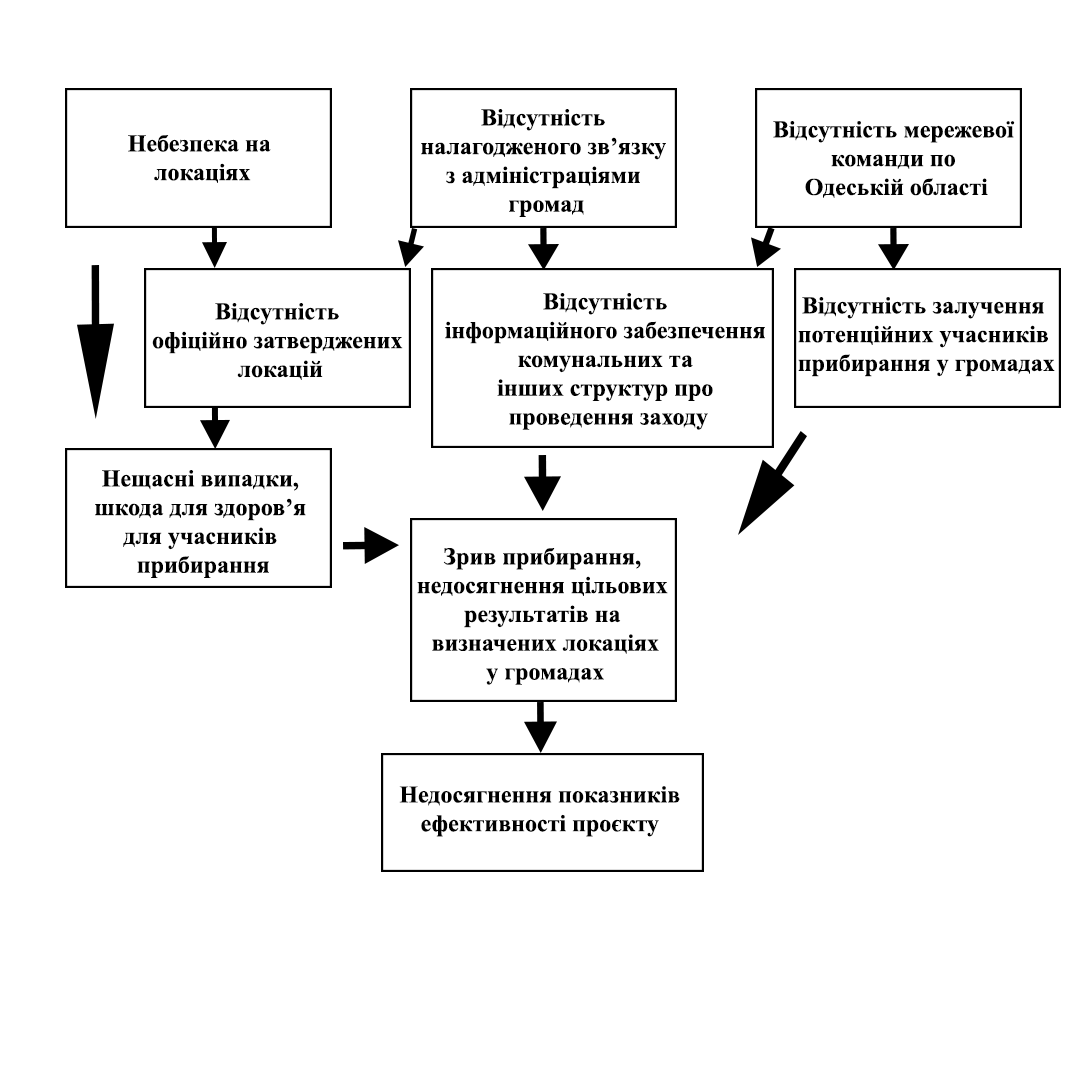 Небезпека на
локаціях
Відсутність
налагодженого зв’язку
з адміністраціями
громад
Відсутність мережевої
команди по
Одеській області
Відсутність
офіційно затверджених
локацій
Відсутність
інформаційного забезпечення
комунальних та
інших структур про
проведення заходу
Відсутність залучення
потенційних учасників
прибирання у громадах
Нещасні випадки,
шкода для здоров’я
для учасників
прибирання
Зрив прибирання,
недосягнення цільових
результатів на
визначених локаціях
у громадах
Недосягнення показників
ефективності проєкту